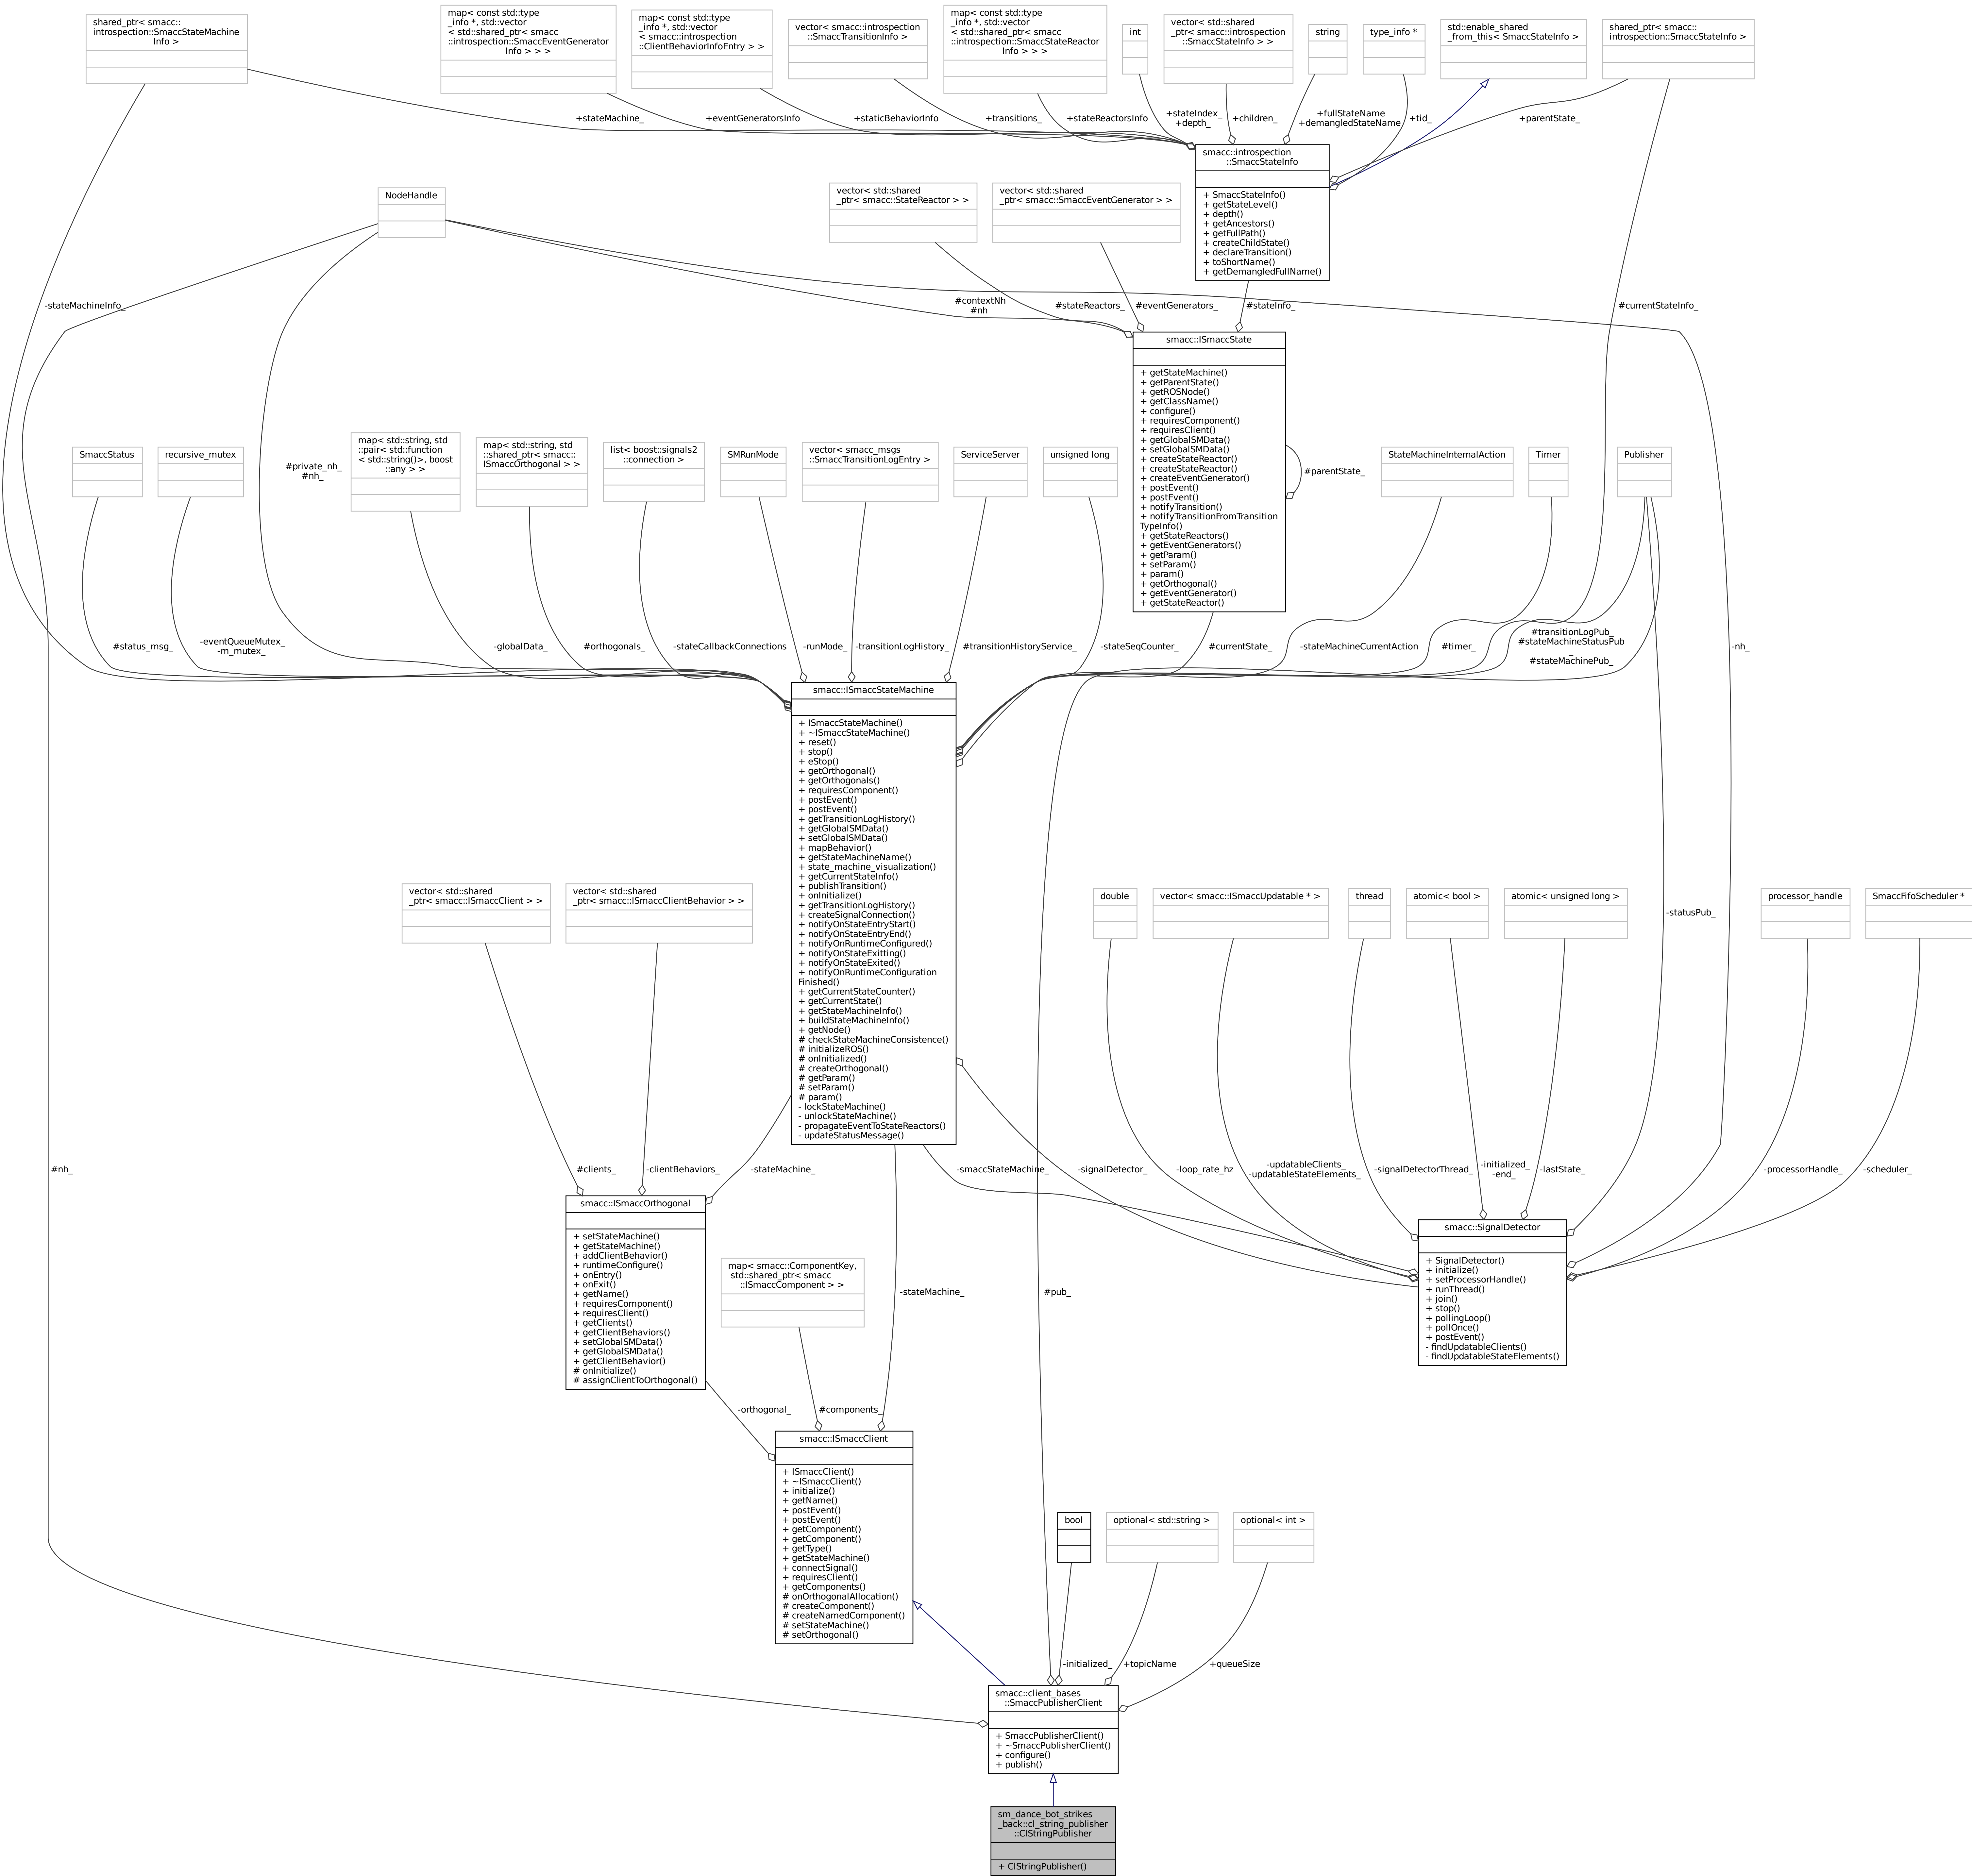 shared_ptr< smacc::
introspection::SmaccStateMachine
Info >
map< const std::type
_info *, std::vector
< std::shared_ptr< smacc
::introspection::SmaccEventGenerator
Info > > >
map< const std::type
_info *, std::vector
< smacc::introspection
::ClientBehaviorInfoEntry > >
vector< smacc::introspection
::SmaccTransitionInfo >
map< const std::type
_info *, std::vector
< std::shared_ptr< smacc
::introspection::SmaccStateReactor
Info > > >
int
vector< std::shared
_ptr< smacc::introspection
::SmaccStateInfo > >
string
type_info *
std::enable_shared
_from_this< SmaccStateInfo >
shared_ptr< smacc::
introspection::SmaccStateInfo >
+stateMachine_
+eventGeneratorsInfo
+staticBehaviorInfo
+transitions_
+stateReactorsInfo
+stateIndex_
+depth_
+children_
+fullStateName
+demangledStateName
+tid_
+parentState_
smacc::introspection
::SmaccStateInfo
+ SmaccStateInfo()
+ getStateLevel()
+ depth()
+ getAncestors()
+ getFullPath()
+ createChildState()
+ declareTransition()
+ toShortName()
+ getDemangledFullName()
NodeHandle
vector< std::shared
_ptr< smacc::StateReactor > >
vector< std::shared
_ptr< smacc::SmaccEventGenerator > >
-stateMachineInfo_
#contextNh
#nh
#stateReactors_
#eventGenerators_
#stateInfo_
#currentStateInfo_
smacc::ISmaccState
+ getStateMachine()
+ getParentState()
+ getROSNode()
+ getClassName()
+ configure()
+ requiresComponent()
+ requiresClient()
+ getGlobalSMData()
+ setGlobalSMData()
+ createStateReactor()
+ createStateReactor()
+ createEventGenerator()
+ postEvent()
+ postEvent()
+ notifyTransition()
+ notifyTransitionFromTransition
TypeInfo()
+ getStateReactors()
+ getEventGenerators()
+ getParam()
+ setParam()
+ param()
+ getOrthogonal()
+ getEventGenerator()
+ getStateReactor()
#parentState_
SmaccStatus
recursive_mutex
#private_nh_
#nh_
map< std::string, std
::pair< std::function
< std::string()>, boost
::any > >
map< std::string, std
::shared_ptr< smacc::
ISmaccOrthogonal > >
list< boost::signals2
::connection >
SMRunMode
vector< smacc_msgs
::SmaccTransitionLogEntry >
ServiceServer
unsigned long
StateMachineInternalAction
Timer
Publisher
#status_msg_
-eventQueueMutex_
-m_mutex_
-globalData_
#orthogonals_
-stateCallbackConnections
-runMode_
-transitionLogHistory_
#transitionHistoryService_
-stateSeqCounter_
#currentState_
-stateMachineCurrentAction
#timer_
#transitionLogPub_
#stateMachineStatusPub
_
#stateMachinePub_
-nh_
smacc::ISmaccStateMachine
+ ISmaccStateMachine()
+ ~ISmaccStateMachine()
+ reset()
+ stop()
+ eStop()
+ getOrthogonal()
+ getOrthogonals()
+ requiresComponent()
+ postEvent()
+ postEvent()
+ getTransitionLogHistory()
+ getGlobalSMData()
+ setGlobalSMData()
+ mapBehavior()
+ getStateMachineName()
+ state_machine_visualization()
+ getCurrentStateInfo()
+ publishTransition()
+ onInitialize()
+ getTransitionLogHistory()
+ createSignalConnection()
+ notifyOnStateEntryStart()
+ notifyOnStateEntryEnd()
+ notifyOnRuntimeConfigured()
+ notifyOnStateExitting()
+ notifyOnStateExited()
+ notifyOnRuntimeConfiguration
Finished()
+ getCurrentStateCounter()
+ getCurrentState()
+ getStateMachineInfo()
+ buildStateMachineInfo()
+ getNode()
# checkStateMachineConsistence()
# initializeROS()
# onInitialized()
# createOrthogonal()
# getParam()
# setParam()
# param()
- lockStateMachine()
- unlockStateMachine()
- propagateEventToStateReactors()
- updateStatusMessage()
vector< std::shared
_ptr< smacc::ISmaccClient > >
vector< std::shared
_ptr< smacc::ISmaccClientBehavior > >
double
vector< smacc::ISmaccUpdatable * >
thread
atomic< bool >
atomic< unsigned long >
-statusPub_
processor_handle
SmaccFifoScheduler *
#nh_
#clients_
-clientBehaviors_
-stateMachine_
-smaccStateMachine_
-signalDetector_
-loop_rate_hz
-updatableClients_
-updatableStateElements_
-signalDetectorThread_
-initialized_
-end_
-lastState_
-processorHandle_
-scheduler_
smacc::ISmaccOrthogonal
+ setStateMachine()
+ getStateMachine()
+ addClientBehavior()
+ runtimeConfigure()
+ onEntry()
+ onExit()
+ getName()
+ requiresComponent()
+ requiresClient()
+ getClients()
+ getClientBehaviors()
+ setGlobalSMData()
+ getGlobalSMData()
+ getClientBehavior()
# onInitialize()
# assignClientToOrthogonal()
smacc::SignalDetector
+ SignalDetector()
+ initialize()
+ setProcessorHandle()
+ runThread()
+ join()
+ stop()
+ pollingLoop()
+ pollOnce()
+ postEvent()
- findUpdatableClients()
- findUpdatableStateElements()
map< smacc::ComponentKey,
std::shared_ptr< smacc
::ISmaccComponent > >
-stateMachine_
#pub_
-orthogonal_
#components_
smacc::ISmaccClient
+ ISmaccClient()
+ ~ISmaccClient()
+ initialize()
+ getName()
+ postEvent()
+ postEvent()
+ getComponent()
+ getComponent()
+ getType()
+ getStateMachine()
+ connectSignal()
+ requiresClient()
+ getComponents()
# onOrthogonalAllocation()
# createComponent()
# createNamedComponent()
# setStateMachine()
# setOrthogonal()
bool
optional< std::string >
optional< int >
-initialized_
+topicName
+queueSize
smacc::client_bases
::SmaccPublisherClient
+ SmaccPublisherClient()
+ ~SmaccPublisherClient()
+ configure()
+ publish()
sm_dance_bot_strikes
_back::cl_string_publisher
::ClStringPublisher
+ ClStringPublisher()